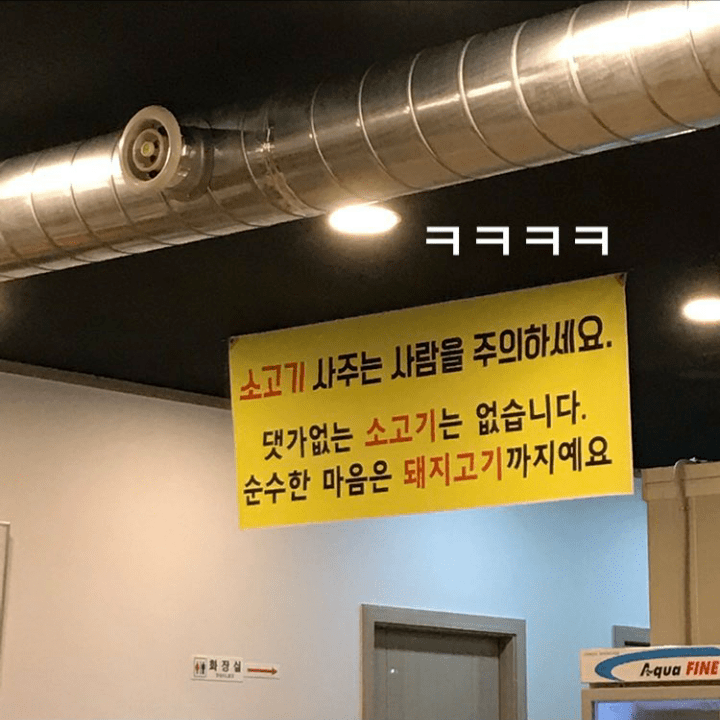 ㅋㅋㅋㅋ
소고기 사주는 사람을 주의하세요.
댓가없는 소고기는 없습니다.
순수한 마음은 돼지고기까지예요
화장실
Aqua FINE